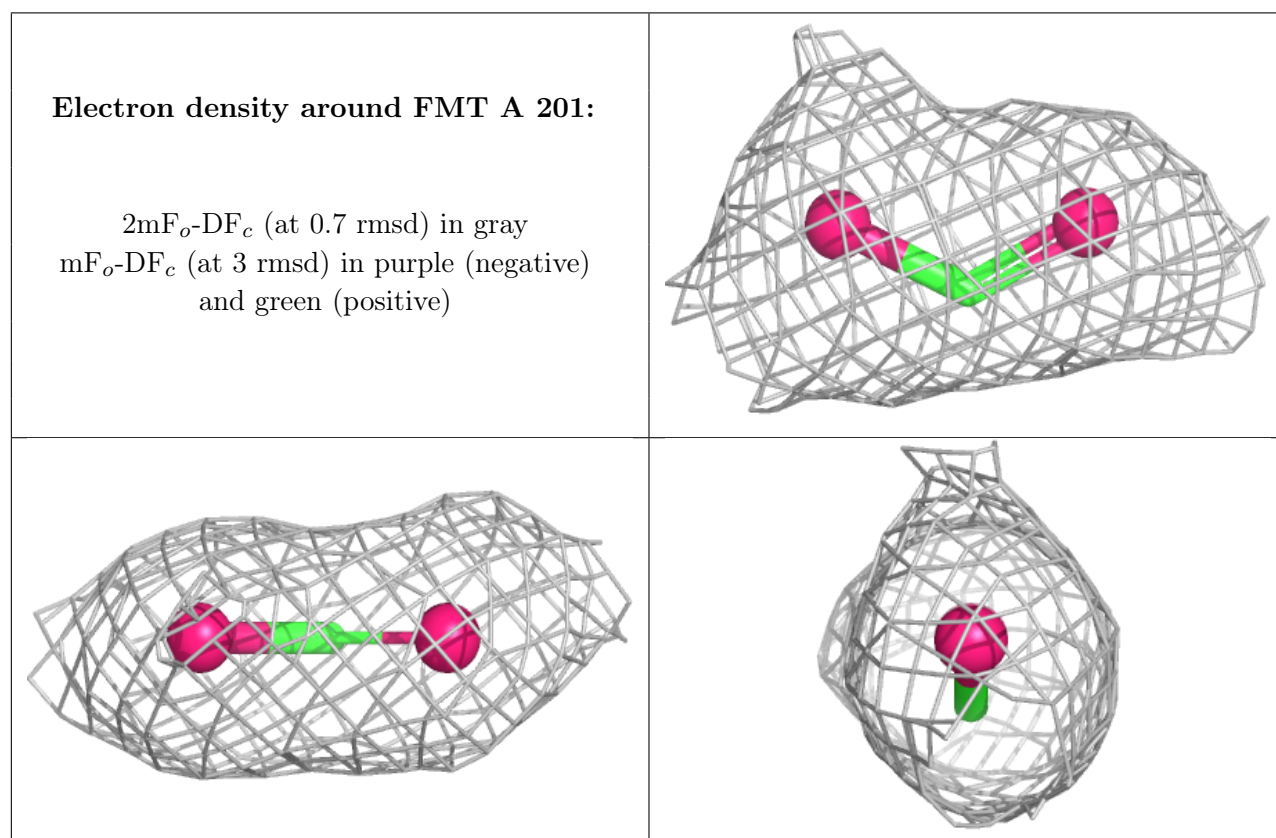 Electron density around FMT A 201:
2mFo-DFc (at 0.7 rmsd) in gray
mFo-DFc (at 3 rmsd) in purple (negative)
and green (positive)